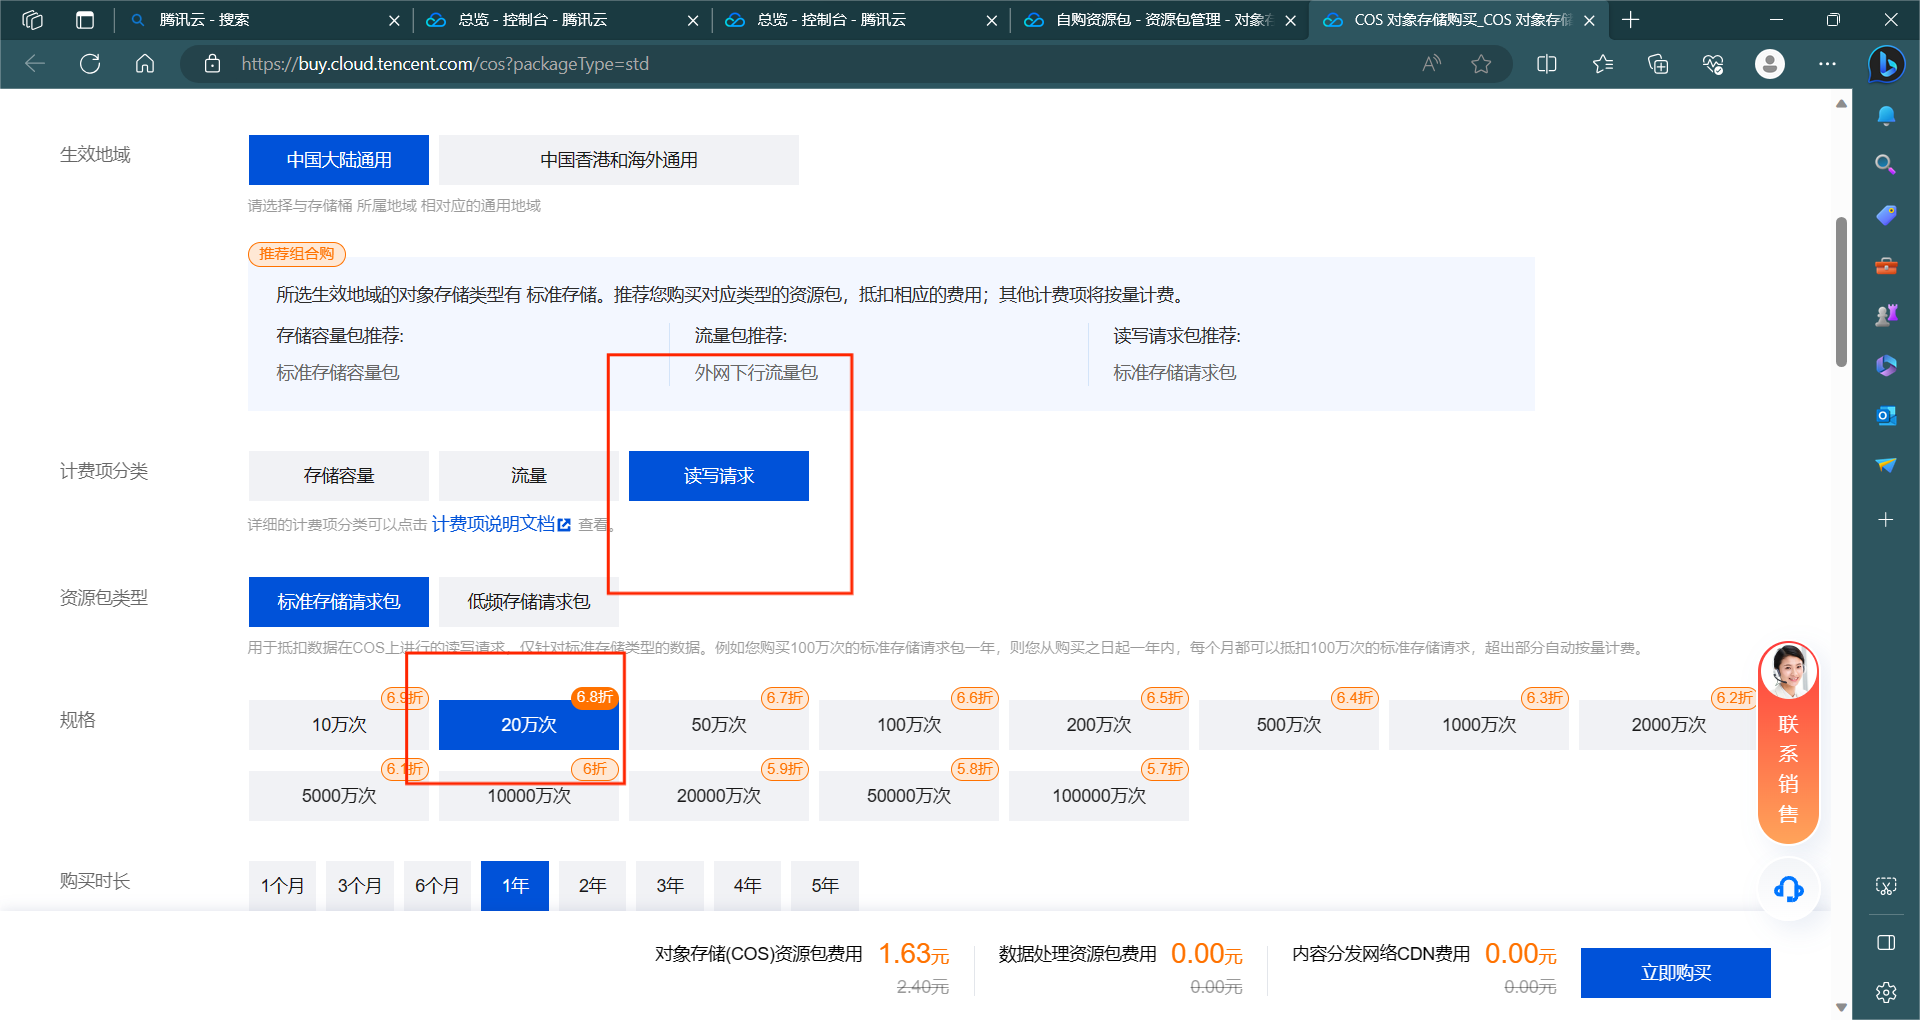 腾讯云 - 搜索
总览 - 控制台 - 腾讯云
总览 - 控制台 - 腾讯云
自购资源包 - 资源包管理 - 对象存
COS 对象存储购买_COS 对象存储
https://buy.cloud.tencent.com/cos?packageType=std
生效地域
中国大陆通用
中国香港和海外通用
请选择与存储桶 所属地域 相对应的通用地域
推荐组合购
所选生效地域的对象存储类型有 标准存储。推荐您购买对应类型的资源包，抵扣相应的费用；其他计费项将按量计费。
存储容量包推荐:
流量包推荐:
读写请求包推荐:
标准存储容量包
外网下行流量包
标准存储请求包
计费项分类
存储容量
流量
读写请求
详细的计费项分类可以点击 计费项说明文档 查看。
资源包类型
标准存储请求包
低频存储请求包
用于抵扣数据在COS上进行的读写请求，仅针对标准存储类型的数据。例如您购买100万次的标准存储请求包一年，则您从购买之日起一年内，每个月都可以抵扣100万次的标准存储请求，超出部分自动按量计费。
规格
6.9折
6.8折
6.7折
6.6折
6.5折
6.4折
6.3折
6.2折
10万次
20万次
50万次
100万次
200万次
500万次
1000万次
2000万次
6.1折
6折
5.9折
5.8折
5.7折
5000万次
10000万次
20000万次
50000万次
100000万次
联系销售
购买时长
1个月
3个月
6个月
1年
2年
3年
4年
5年
对象存储(COS)资源包费用 1.63元
2.40元
数据处理资源包费用 0.00元
0.00元
内容分发网络CDN费用 0.00元
0.00元
立即购买